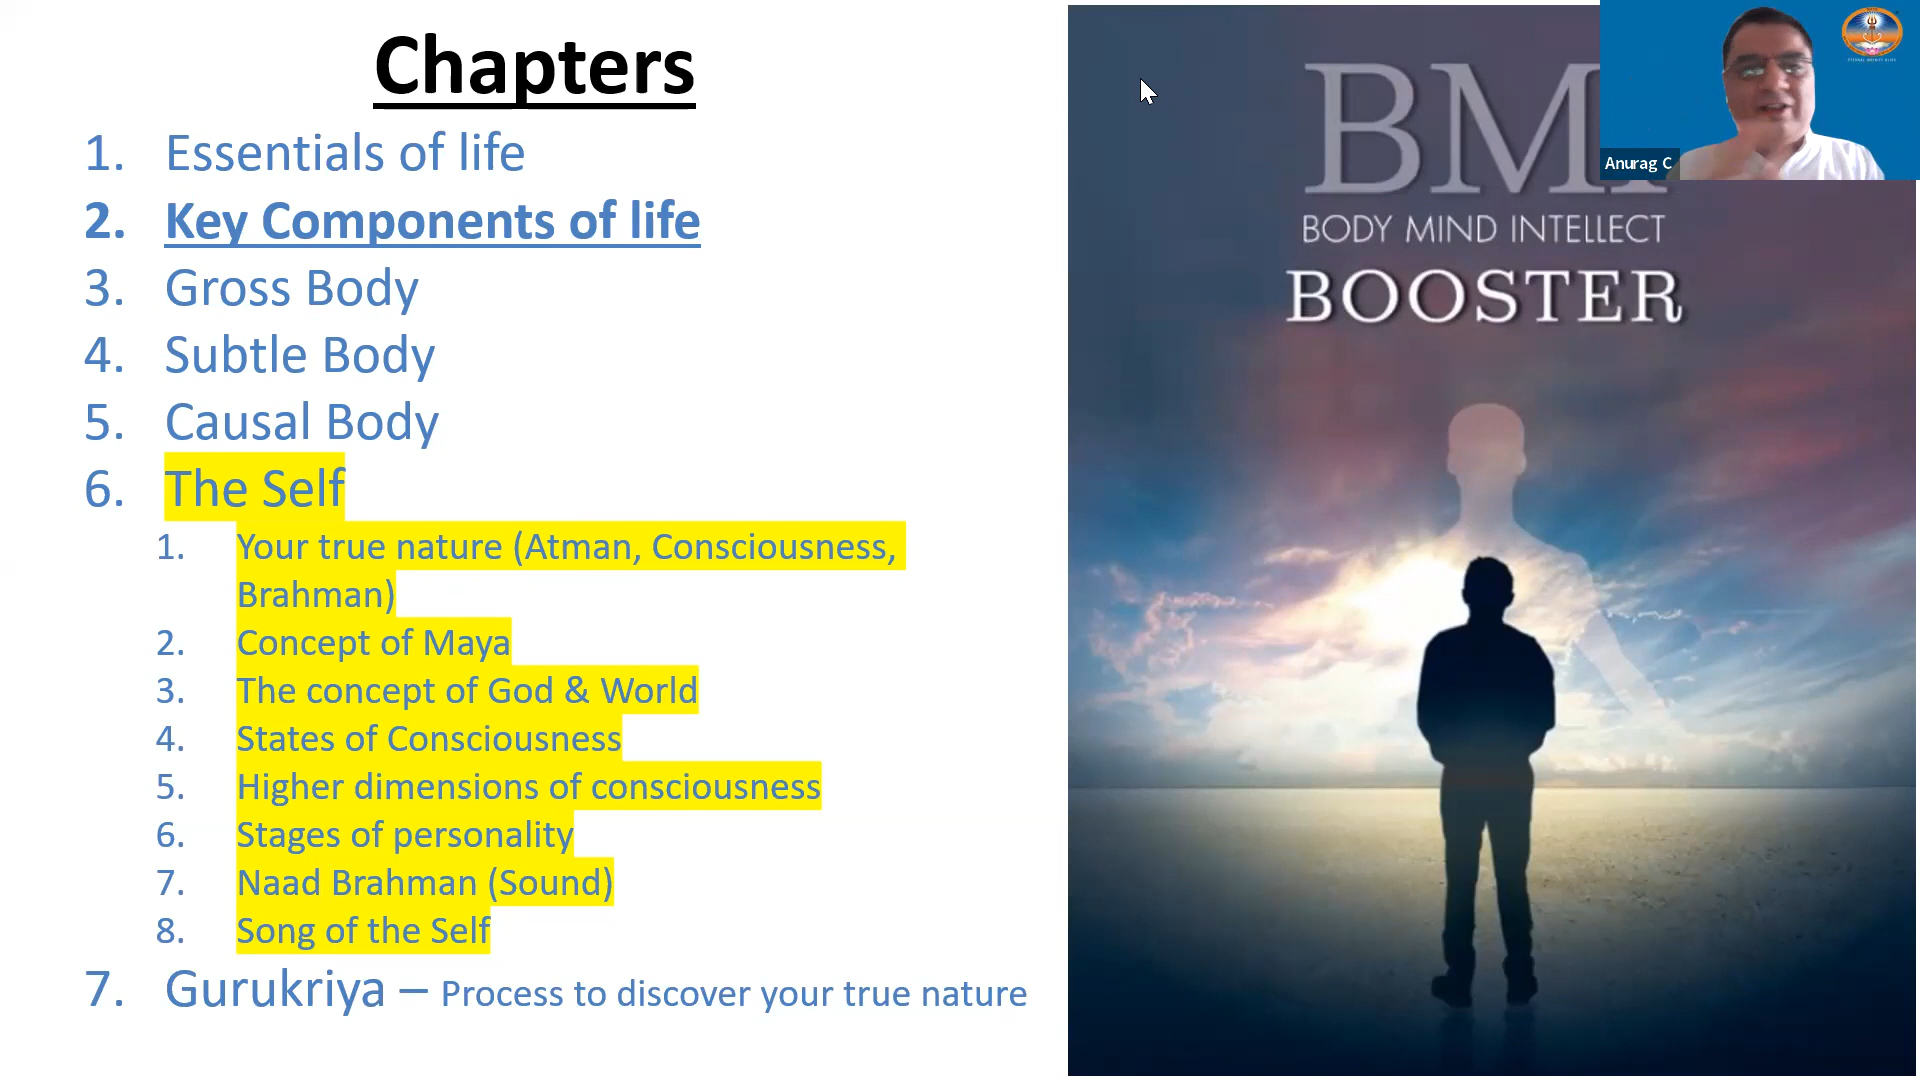 Chapters
1. Essentials of life
2. Key Components of life
3. Gross Body
4. Subtle Body
5. Causal Body
6. The Self
1. Your true nature (Atman, Consciousness,
Brahman)
2. Concept of Maya
3. The concept of God & World
4. States of Consciousness
5. Higher dimensions of consciousness
6. Stages of personality
7. Naad Brahman (Sound)
8. Song of the Self
7. Gurukriya – Process to discover your true nature
BMI
BODY MIND INTELLECT
BOOSTER
Anurag C